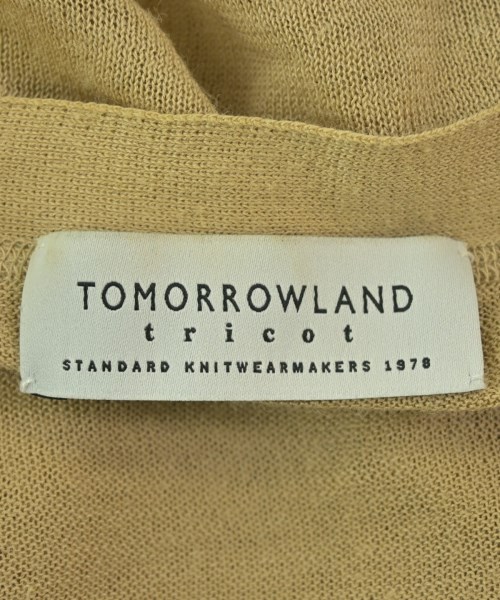 TOMORROWLAND
tricot
STANDARD KNITWEARMAKERS 1978